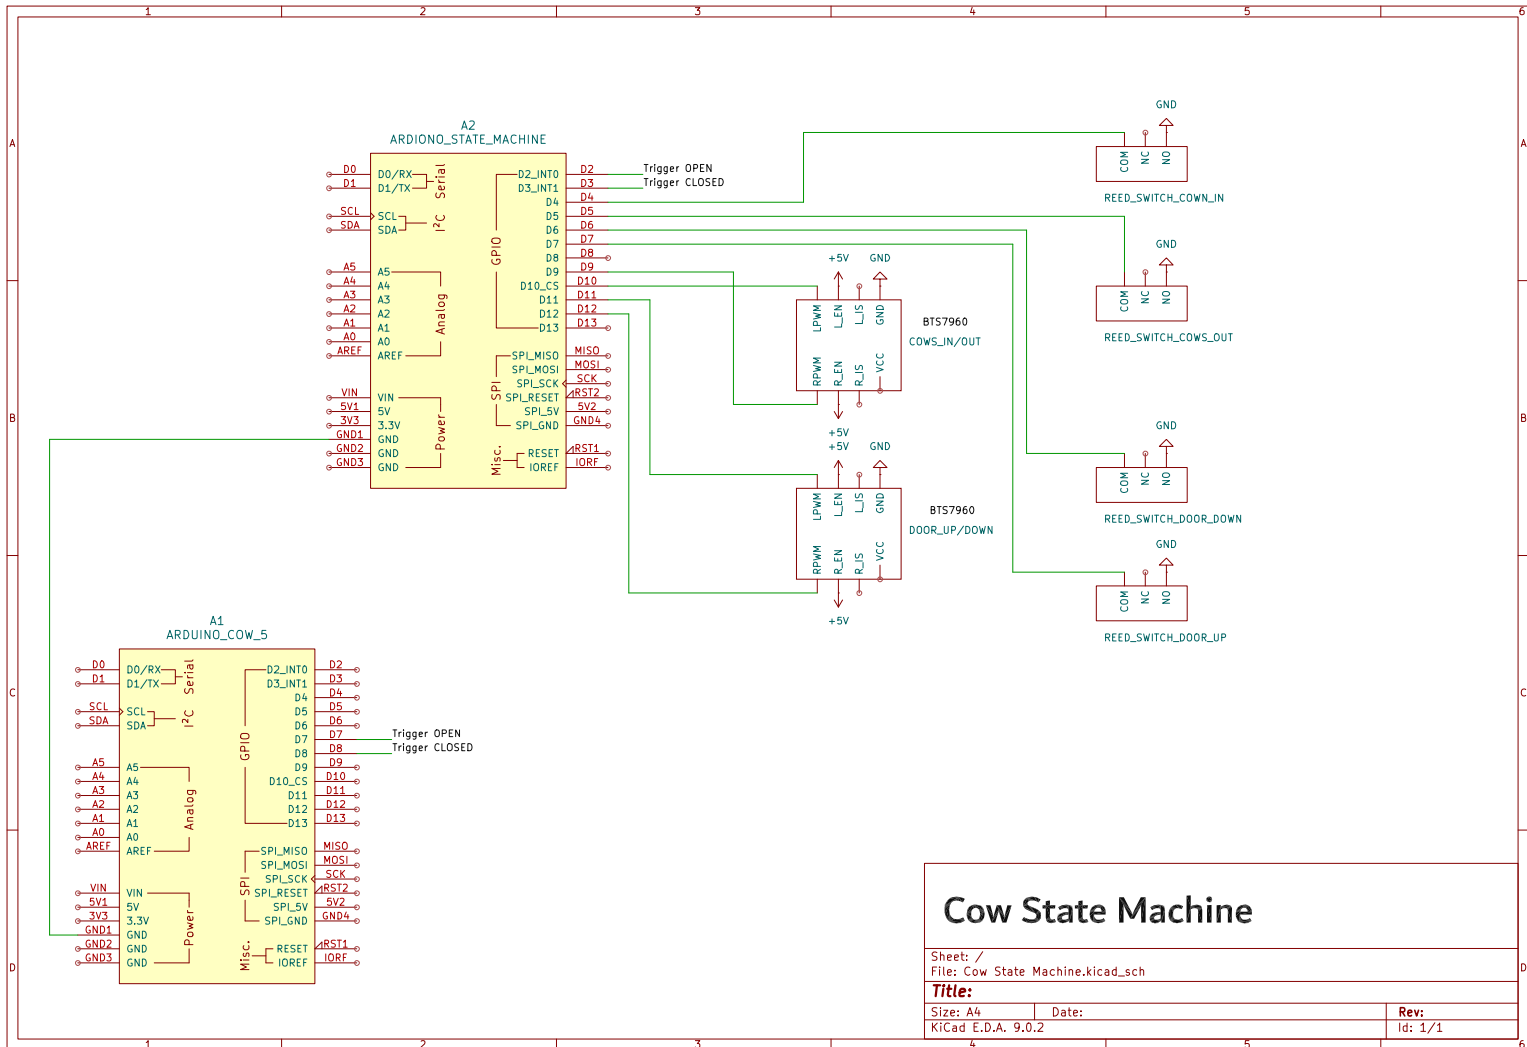 1 2 3 4 5 6
A
B
C
D
A
B
C
D
1 2 3 4 5 6
A2
ARDIONO_STATE_MACHINE
D0 D0/RX
D1 D1/TX
Serial
SCL SCL
SDA SDA
I²C
A5 A5
A4 A4
A3 A3
A2 A2
A1 A1
A0 A0
AREF AREF
Analog
VIN VIN
5V1 5V
3V3 3.3V
GND1 GND
GND2 GND
GND3 GND
Power
GPIO
D2_INT0 D2 Trigger OPEN
D3_INT1 D3 Trigger CLOSED
D4 D4
D5 D5
D6 D6
D7 D7
D8 D8
D9 D9
D10_CS D10
D11 D11
D12 D12
D13 D13
SPI
SPI_MISO MISO
SPI_MOSI MOSI
SPI_SCK SCK
SPI_RESET RST2
SPI_5V 5V2
SPI_GND GND4
Misc.
RESET RST1
IOREF IORF
+5V GND
LPWM L_EN L_IS GND
RPWM R_EN R_IS VCC
+5V
BTS7960
COWS_IN/OUT
+5V GND
LPWM L_EN L_IS GND
RPWM R_EN R_IS VCC
+5V
BTS7960
DOOR_UP/DOWN
GND
COM NC NO
REED_SWITCH_COWN_IN
GND
COM NC NO
REED_SWITCH_COWS_OUT
GND
COM NC NO
REED_SWITCH_DOOR_DOWN
GND
COM NC NO
REED_SWITCH_DOOR_UP
A1
ARDUINO_COW_5
D0 D0/RX
D1 D1/TX
Serial
SCL SCL
SDA SDA
I²C
A5 A5
A4 A4
A3 A3
A2 A2
A1 A1
A0 A0
AREF AREF
Analog
VIN VIN
5V1 5V
3V3 3.3V
GND1 GND
GND2 GND
GND3 GND
Power
GPIO
D2_INT0 D2
D3_INT1 D3
D4 D4
D5 D5
D6 D6
D7 D7 Trigger OPEN
D8 D8 Trigger CLOSED
D9 D9
D10_CS D10
D11 D11
D12 D12
D13 D13
SPI
SPI_MISO MISO
SPI_MOSI MOSI
SPI_SCK SCK
SPI_RESET RST2
SPI_5V 5V2
SPI_GND GND4
Misc.
RESET RST1
IOREF IORF
Cow State Machine
Sheet: /
File: Cow State Machine.kicad_sch
Title:
Size: A4 Date: Rev:
KiCad E.D.A. 9.0.2 Id: 1/1